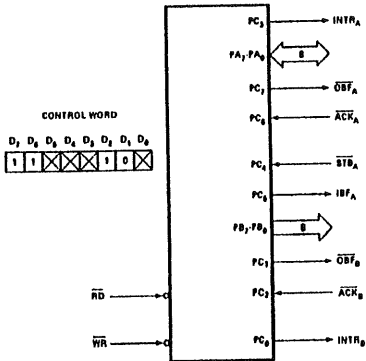 PC3 INTRA
PA7-PA0 8
PC7 OBFA
PC6 ACKA
CONTROL WORD
D7 D6 D5 D4 D3 D2 D1 D0
1 1 X X X 1 0 X
PC4 STBA
PC5 IBFA
PB7-PB0 8
PC1 OBFB
RD
PC2 ACKB
WR
PC0 INTRB